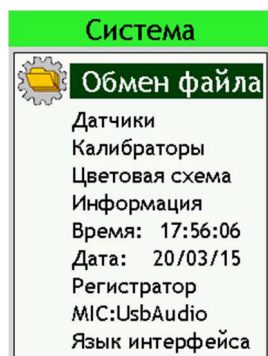 Система
Обмен файла
Датчики
Калибраторы
Цветовая схема
Информация
Время: 17:56:06
Дата: 20/03/15
Регистратор
MIC:UsbAudio
Язык интерфейса